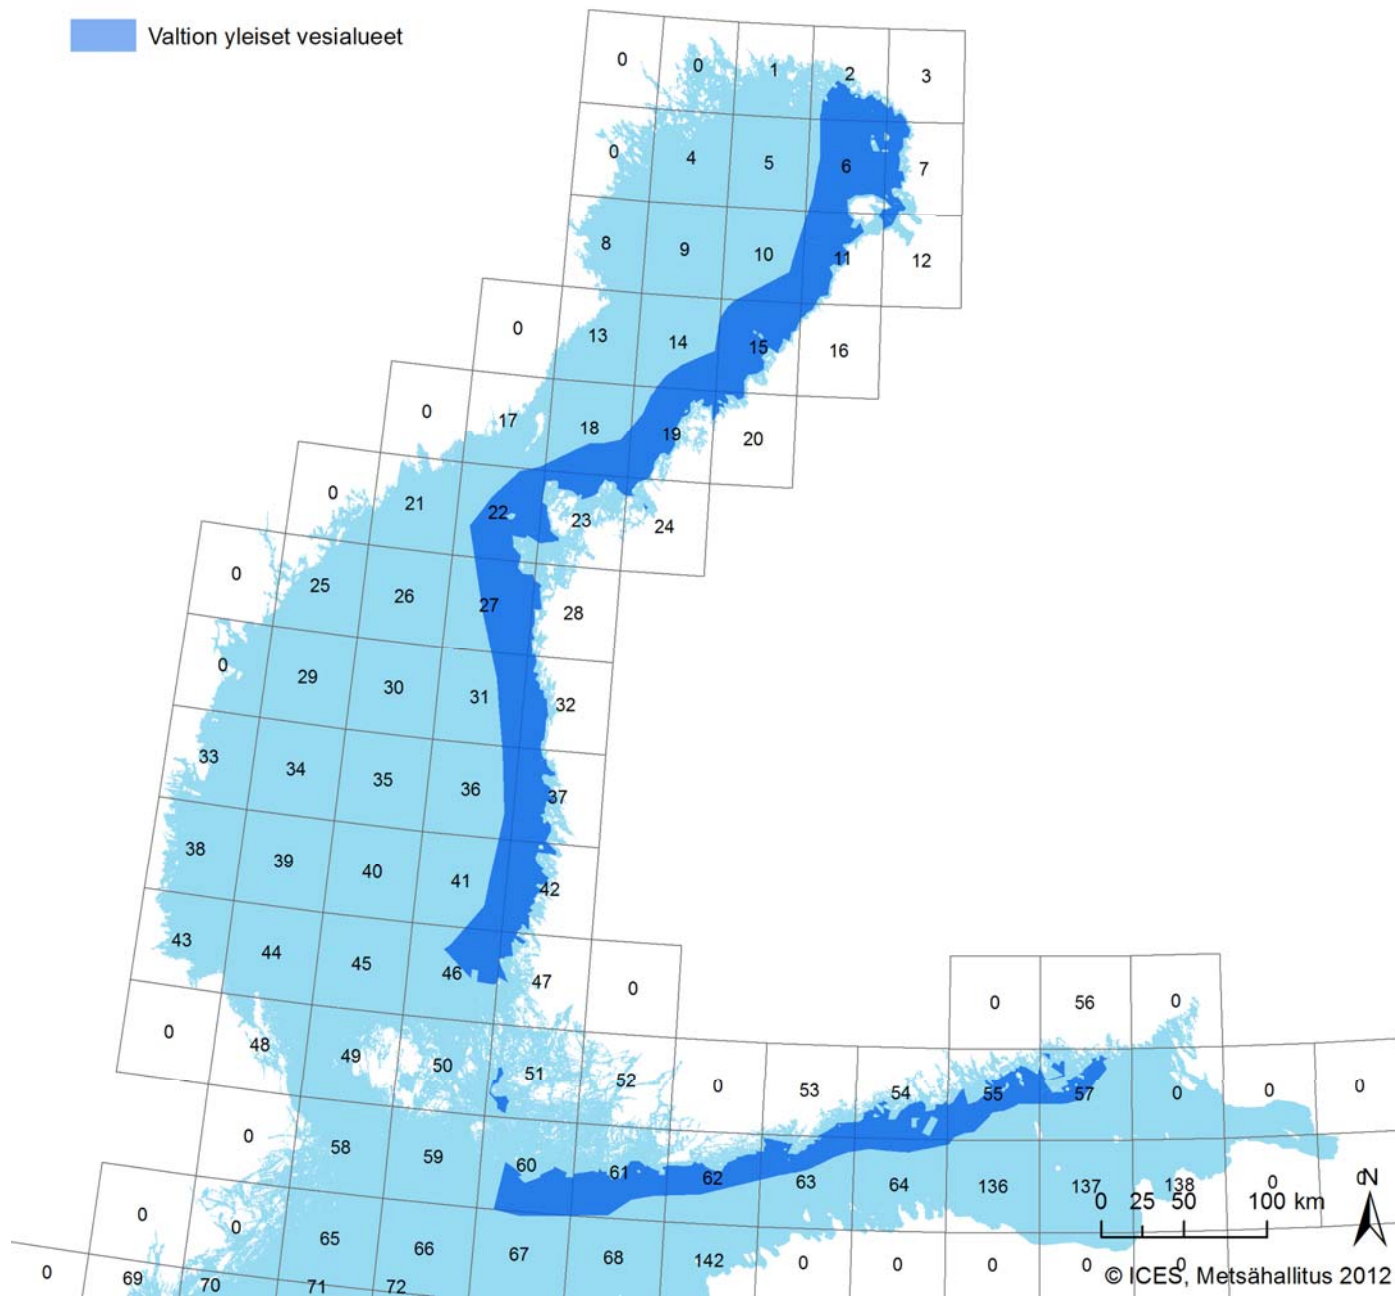 Valtion yleiset vesialueet
0 0 1 2 3
0 4 5 6 7
8 9 10 11 12
0 13 14 15 16
0 17 18 19 20
0 21 22 23 24
0 25 26 27 28
0 29 30 31 32
33 34 35 36 37
38 39 40 41 42
43 44 45 46 47 0
0 56 0
0 48 49 50 51 52 0 53 54 55 57 0 0 0
0 58 59 60 61 62 63 64 136 137 138 0 0
N
0 25 50 100 km
0 0 65 66 67 68 142 0 0 0 0 0
0 69 70 71 72
© ICES, Metsähallitus 2012